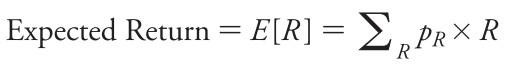 Expected Return = E[R] = ∑_R p_R × R